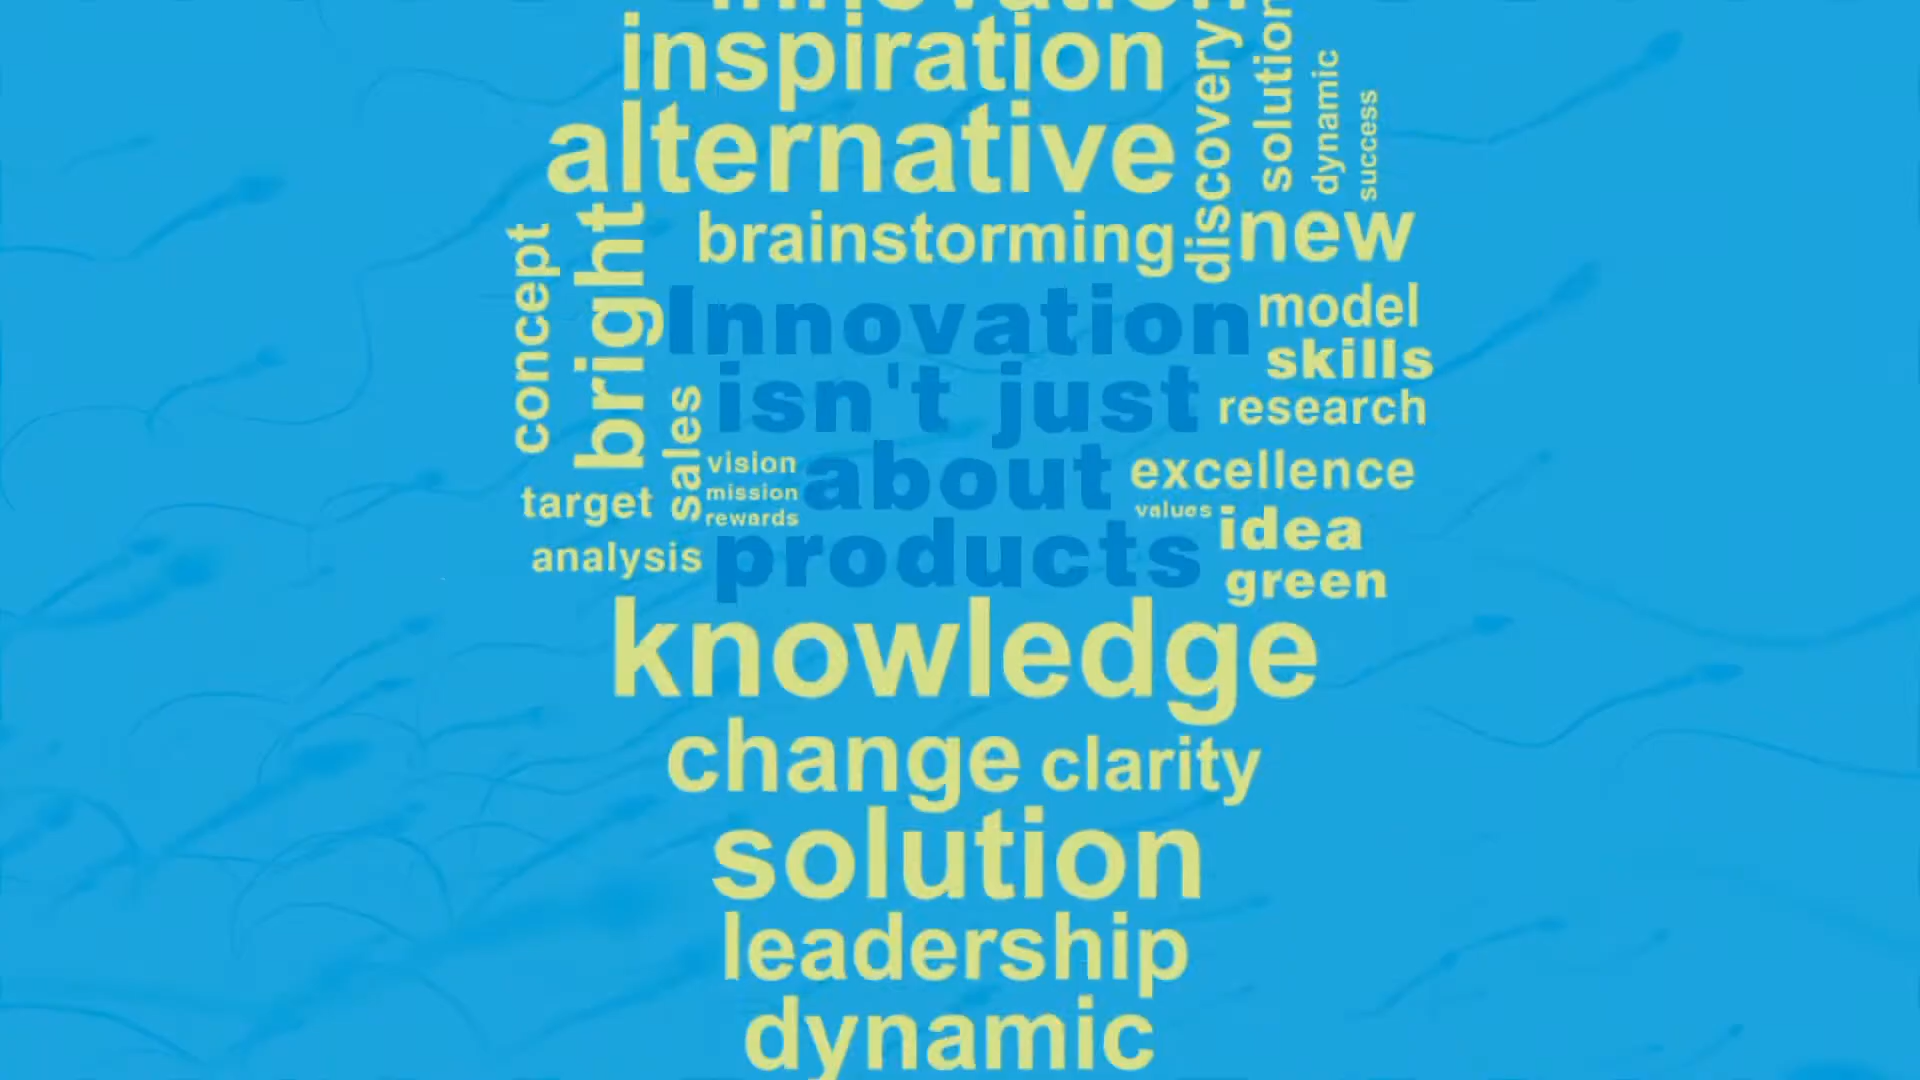 innovation
inspiration
alternative
discovery
solution
dynamic
success
brainstorming
new
concept
bright
Innovation
isn't just
about
products
model
skills
research
sales
vision
mission
rewards
target
analysis
excellence
values
idea
green
knowledge
change clarity
solution
leadership
dynamic